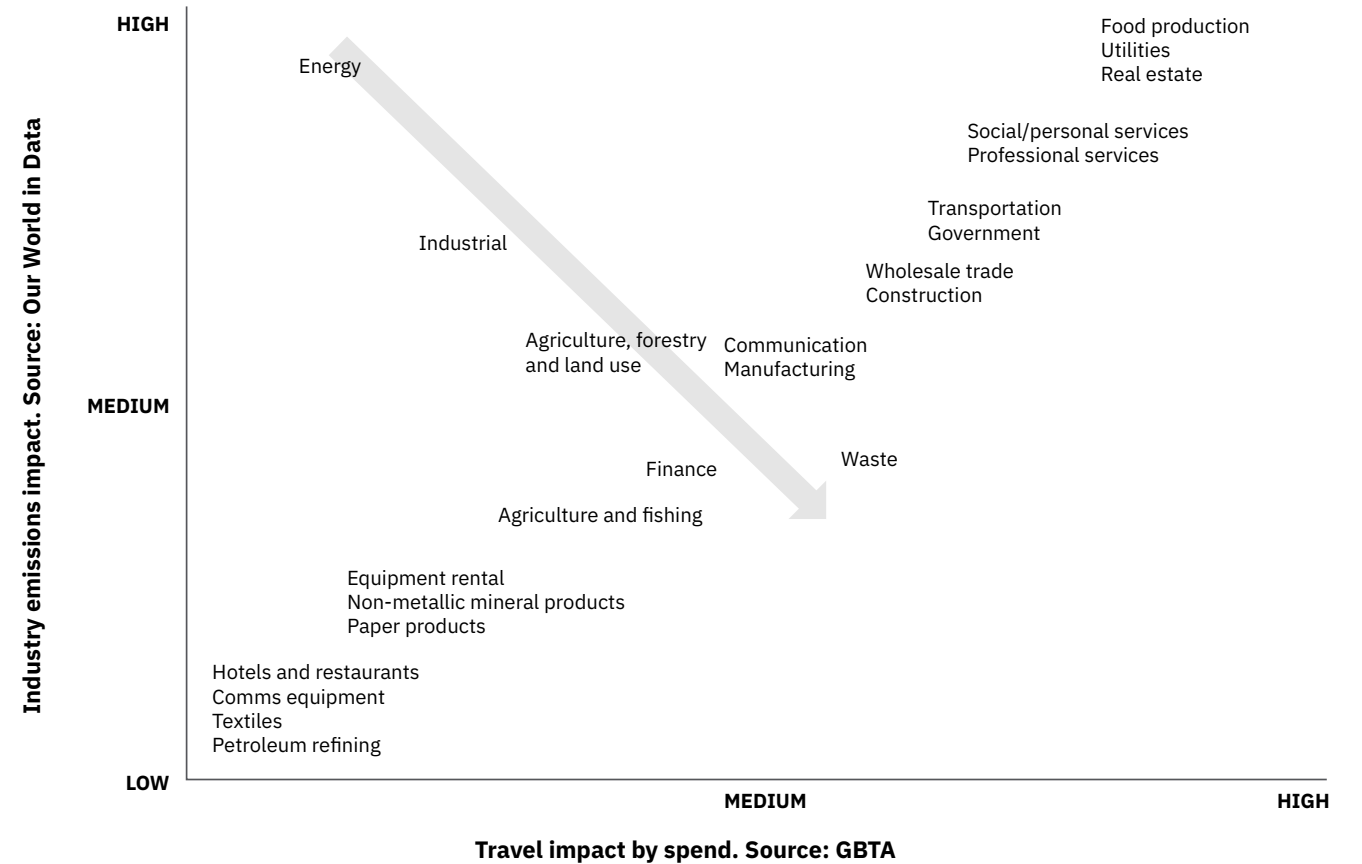 HIGH
Food production
Utilities
Real estate
Energy
Social/personal services
Professional services
Transportation
Government
Industrial
Wholesale trade
Construction
Agriculture, forestry
and land use
Communication
Manufacturing
MEDIUM
Waste
Finance
Agriculture and fishing
Equipment rental
Non-metallic mineral products
Paper products
Hotels and restaurants
Comms equipment
Textiles
Petroleum refining
LOW
Industry emissions impact. Source: Our World in Data
MEDIUM
HIGH
Travel impact by spend. Source: GBTA